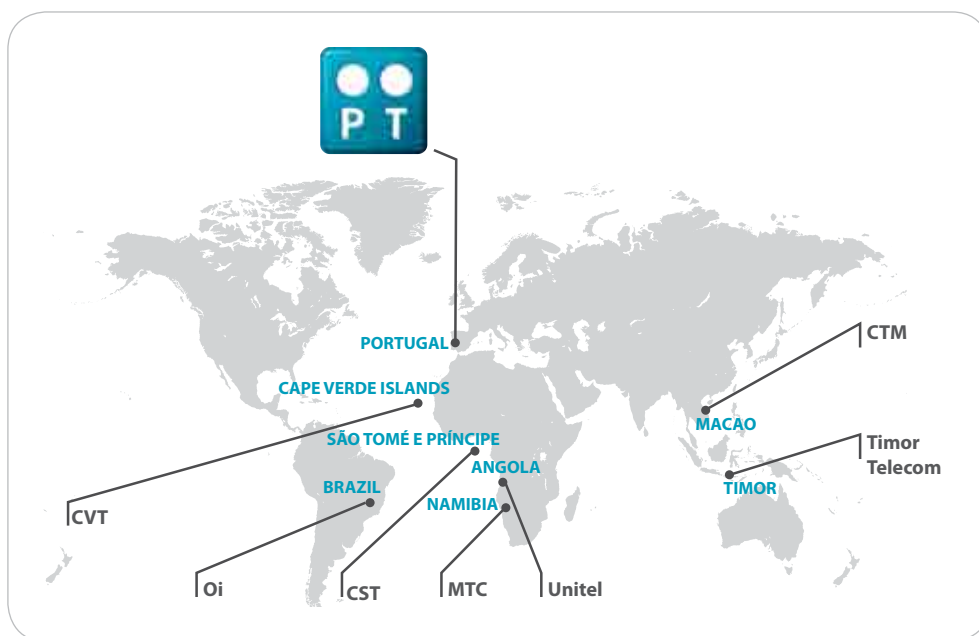 P T
PORTUGAL
CTM
CAPE VERDE ISLANDS
MACAO
SÃO TOMÉ E PRÍNCIPE
Timor
Telecom
ANGOLA
BRAZIL
TIMOR
NAMIBIA
CVT
Oi
CST
MTC
Unitel